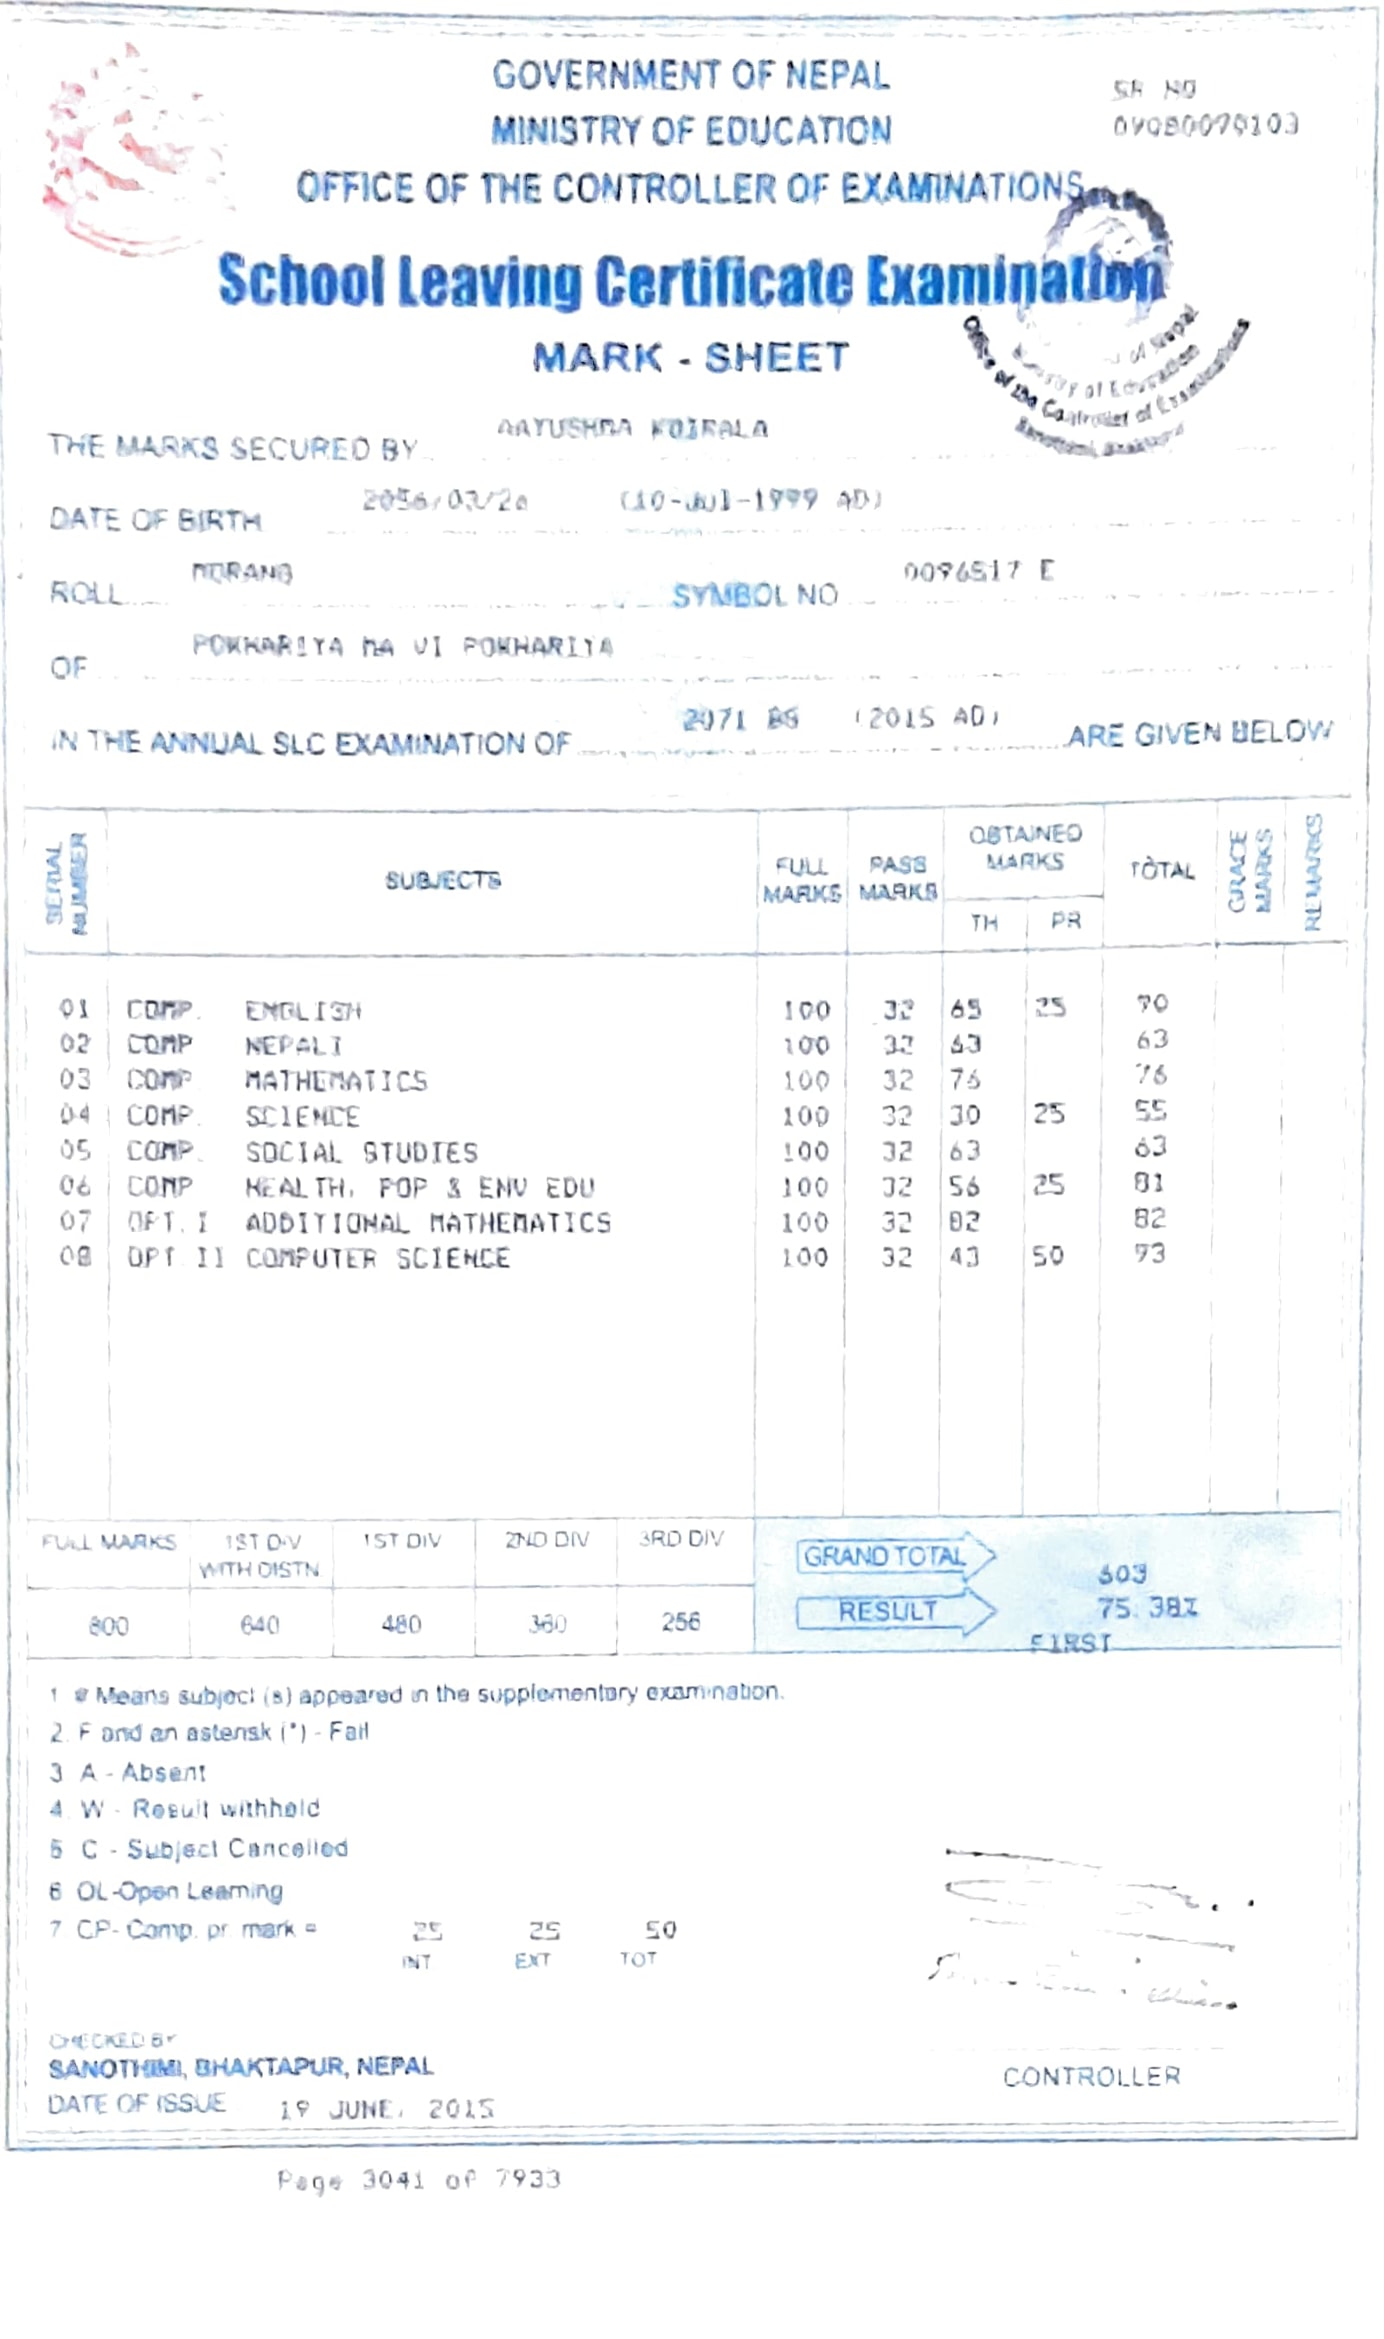 GOVERNMENT OF NEPAL
SR NO
MINISTRY OF EDUCATION
OFFICE OF THE CONTROLLER OF EXAMINATIONS
School Leaving Certificate Examination
MARK - SHEET
of Nepal
Ministry of Education
Office of the Controller of Examinations
THE MARKS SECURED BY AAYUSHMA KOIRALA
DATE OF BIRTH (10-Jul-1999 AD)
ROLL MORANG SYMBOL NO 0096517 E
OF POKHARIYA MA VI POKHARIYA
IN THE ANNUAL SLC EXAMINATION OF 2071 BS (2015 AD) ARE GIVEN BELOW
SERIAL NUMBER SUBJECTS FULL MARKS PASS MARKS OBTAINED MARKS TOTAL GRACE MARKS REMARKS
TH PR
01 COMP. ENGLISH 100 32 65 25 90
02 COMP NEPALI 100 32 63 63
03 COMP MATHEMATICS 100 32 76 76
04 COMP. SCIENCE 100 32 30 25 55
05 COMP. SOCIAL STUDIES 100 32 63 63
06 COMP HEALTH, POP & ENV EDU 100 32 56 25 81
07 OPT. I ADDITIONAL MATHEMATICS 100 32 82 82
08 OPT II COMPUTER SCIENCE 100 32 43 50 93
FULL MARKS 1ST DIV WITH DISTN. 1ST DIV 2ND DIV 3RD DIV
800 640 480 360 256
GRAND TOTAL 603
RESULT 75.38%
FIRST
1 # Means subject (s) appeared in the supplementary examination.
2. F and an asterisk (*) - Fail
3 A - Absent
4. W - Result withheld
5 C - Subject Cancelled
6 OL-Open Learning
7 CP- Comp. pr. mark = 25 25 50
INT EXT TOT
CHECKED BY
SANOTHIMI, BHAKTAPUR, NEPAL
CONTROLLER
DATE OF ISSUE 19 JUNE, 2015
Page 3041 of 7933